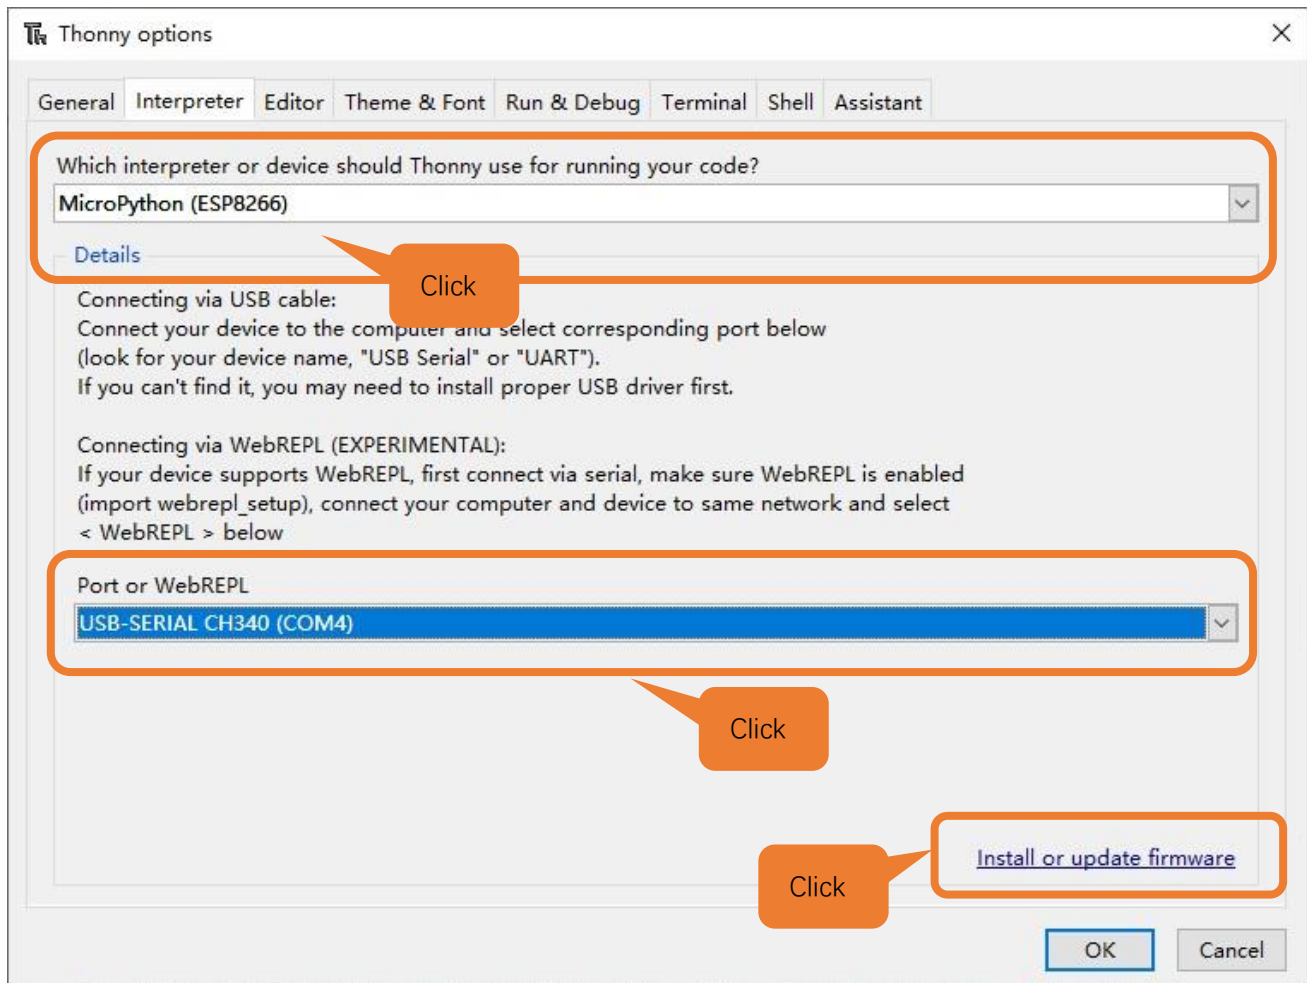 Thonny options
General Interpreter Editor Theme & Font Run & Debug Terminal Shell Assistant
Which interpreter or device should Thonny use for running your code?
MicroPython (ESP8266)
Details
Click
Connecting via USB cable:
Connect your device to the computer and select corresponding port below
(look for your device name, "USB Serial" or "UART").
If you can't find it, you may need to install proper USB driver first.
Connecting via WebREPL (EXPERIMENTAL):
If your device supports WebREPL, first connect via serial, make sure WebREPL is enabled
(import webrepl_setup), connect your computer and device to same network and select
< WebREPL > below
Port or WebREPL
USB-SERIAL CH340 (COM4)
Click
Install or update firmware
Click
OK Cancel